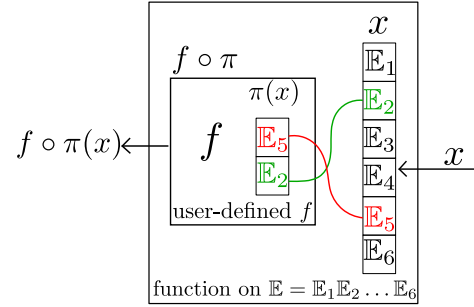 x
f ∘ π
𝔼₁
π(x)
𝔼₂
f
𝔼₅
𝔼₃
f ∘ π(x)
x
𝔼₂
𝔼₄
user-defined f
𝔼₅
𝔼₆
function on 𝔼 = 𝔼₁𝔼₂ … 𝔼₆